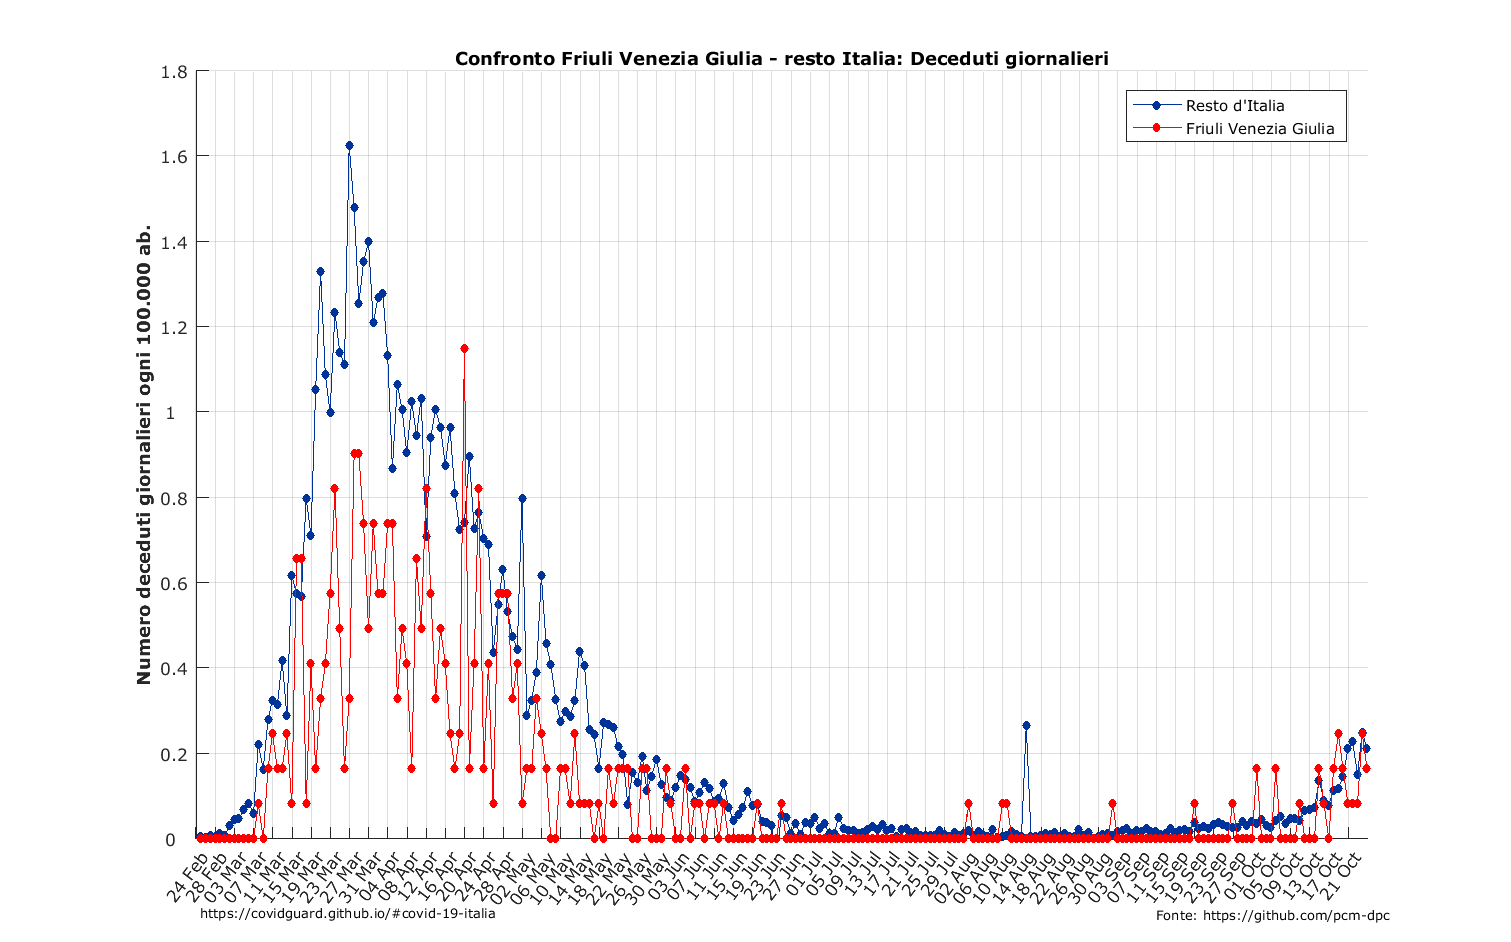 Confronto Friuli Venezia Giulia - resto Italia: Deceduti giornalieri
Resto d'Italia
Friuli Venezia Giulia
Numero deceduti giornalieri ogni 100.000 ab.
1.8
1.6
1.4
1.2
1
0.8
0.6
0.4
0.2
0
24 Feb
28 Feb
03 Mar
07 Mar
11 Mar
15 Mar
19 Mar
23 Mar
27 Mar
31 Mar
04 Apr
08 Apr
12 Apr
16 Apr
20 Apr
24 Apr
28 Apr
02 May
06 May
10 May
14 May
18 May
22 May
26 May
30 May
03 Jun
07 Jun
11 Jun
15 Jun
19 Jun
23 Jun
27 Jun
01 Jul
05 Jul
09 Jul
13 Jul
17 Jul
21 Jul
25 Jul
29 Jul
02 Aug
06 Aug
10 Aug
14 Aug
18 Aug
22 Aug
26 Aug
30 Aug
03 Sep
07 Sep
11 Sep
15 Sep
19 Sep
23 Sep
27 Sep
01 Oct
05 Oct
09 Oct
13 Oct
17 Oct
21 Oct
https://covidguard.github.io/#covid-19-italia
Fonte: https://github.com/pcm-dpc